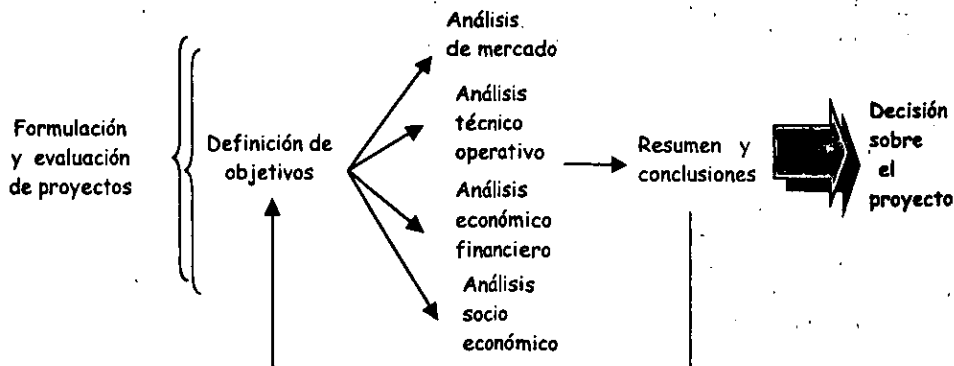 Formulación
y evaluación
de proyectos
Definición de
objetivos
Análisis
de mercado
Análisis
técnico
operativo
Análisis
económico
financiero
Análisis
socio
económico
Resumen y
conclusiones
Decisión
sobre
el
proyecto